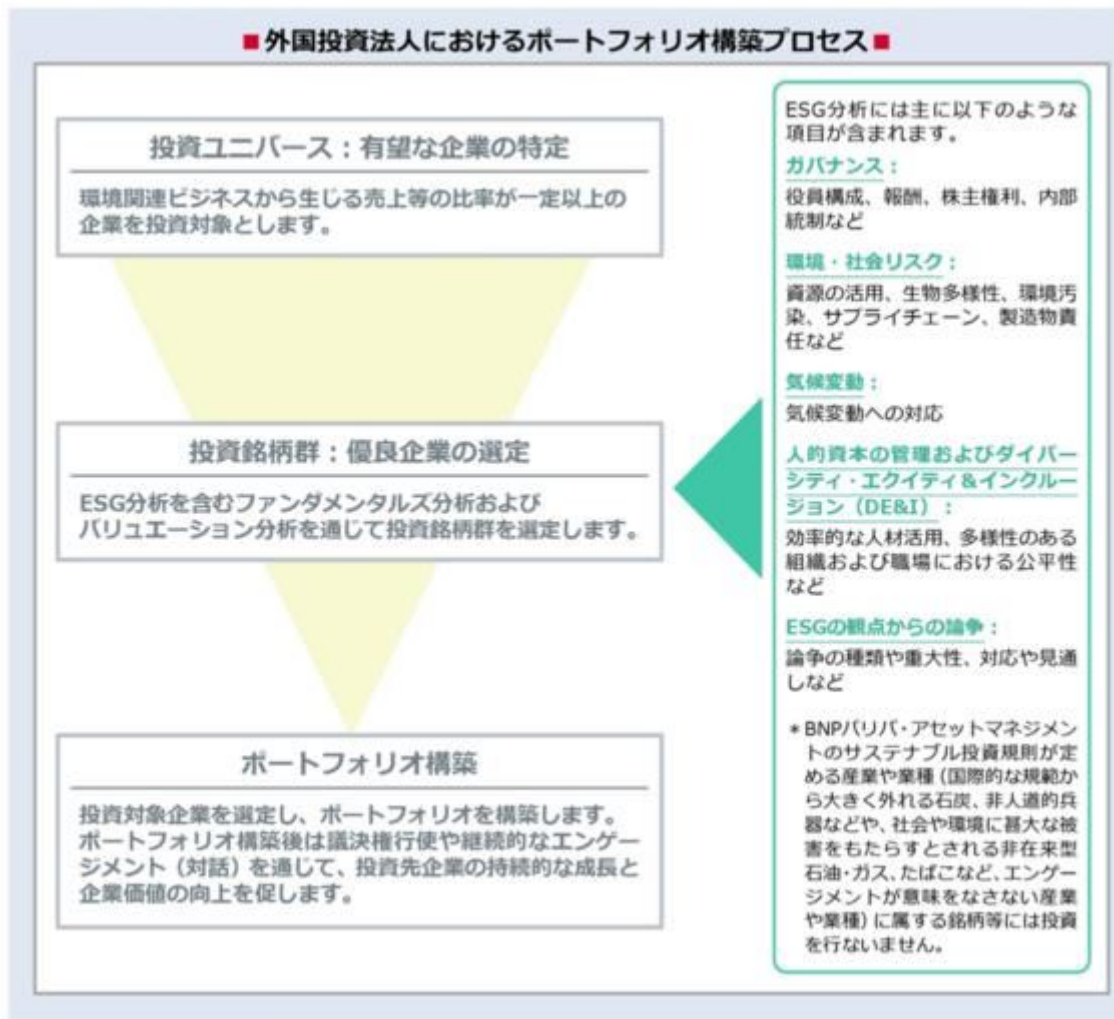 ■外国投資法人におけるポートフォリオ構築プロセス■
投資ユニバース：有望な企業の特定
環境関連ビジネスから生じる売上等の比率が一定以上の
企業を投資対象とします。
投資銘柄群：優良企業の選定
ESG分析を含むファンダメンタルズ分析および
バリュエーション分析を通じて投資銘柄群を選定します。
ポートフォリオ構築
投資対象企業を選定し、ポートフォリオを構築します。
ポートフォリオ構築後は議決権行使や継続的なエンゲー
ジメント（対話）を通じて、投資先企業の持続的な成長と
企業価値の向上を促します。
ESG分析には主に以下のような
項目が含まれます。
ガバナンス：
役員構成、報酬、株主権利、内部
統制など
環境・社会リスク：
資源の活用、生物多様性、環境汚
染、サプライチェーン、製造物責
任など
気候変動：
気候変動への対応
人的資本の管理およびダイバー
シティ・エクイティ＆インクルー
ジョン（DE&I）：
効率的な人材活用、多様性のある
組織および職場における公平性
など
ESGの観点からの論争：
論争の種類や重大性、対応や見通
しなど
＊BNPパリバ・アセットマネジメン
トのサステナブル投資規則が定
める産業や業種（国際的な規範か
ら大きく外れる石炭、非人道的兵
器などや、社会や環境に甚大な被
害をもたらすとされる非在来型
石油・ガス、たばこなど、エンゲー
ジメントが意味をなさない産業
や業種）に属する銘柄等には投資
を行ないません。